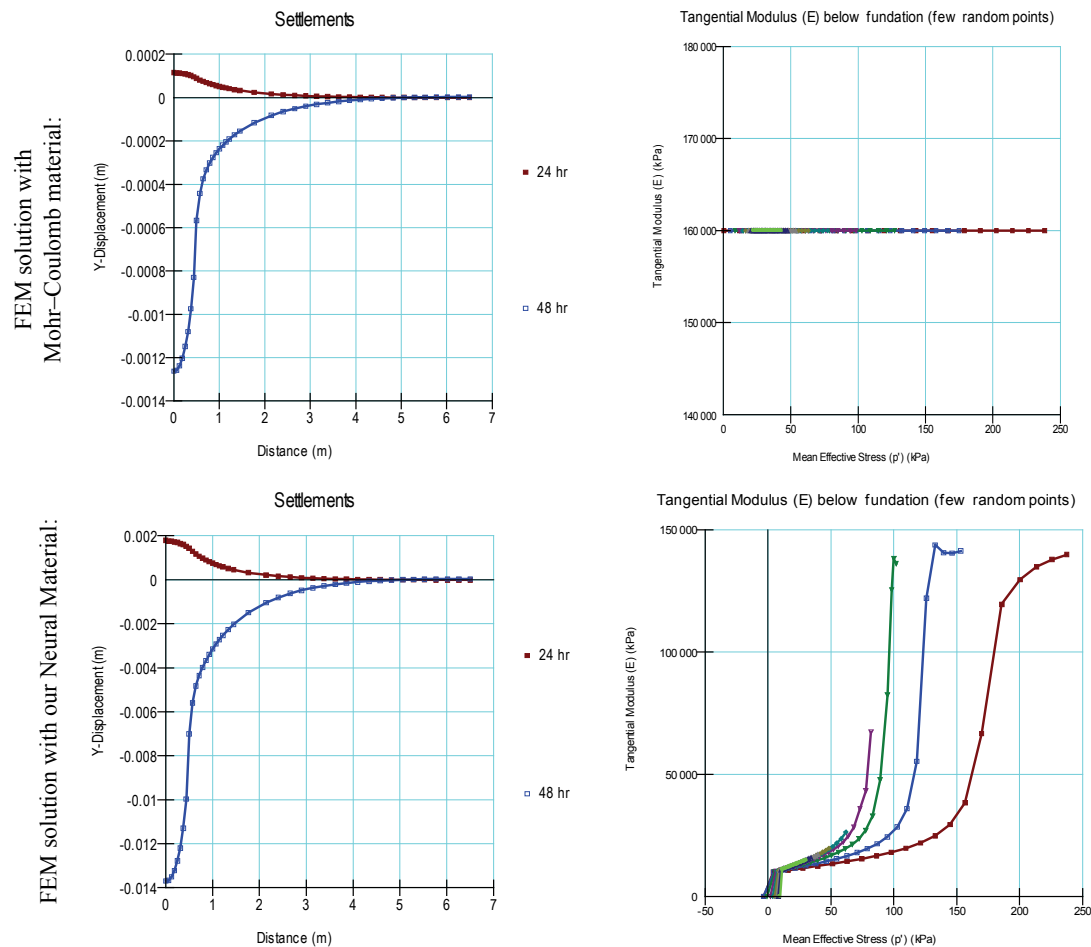 FEM solution with
Mohr–Coulomb material:
Settlements
0.0002
0
-0.0002
-0.0004
-0.0006
-0.0008
-0.001
-0.0012
-0.0014
Y-Displacement (m)
0 1 2 3 4 5 6 7
Distance (m)
24 hr
48 hr
Tangential Modulus (E) below fundation (few random points)
180 000
170 000
160 000
150 000
140 000
Tangential Modulus (E) (kPa)
0 50 100 150 200 250
Mean Effective Stress (p') (kPa)
FEM solution with our Neural Material:
Settlements
0.002
0
-0.002
-0.004
-0.006
-0.008
-0.01
-0.012
-0.014
Y-Displacement (m)
0 1 2 3 4 5 6 7
Distance (m)
24 hr
48 hr
Tangential Modulus (E) below fundation (few random points)
150 000
100 000
50 000
0
Tangential Modulus (E) (kPa)
-50 0 50 100 150 200 250
Mean Effective Stress (p') (kPa)